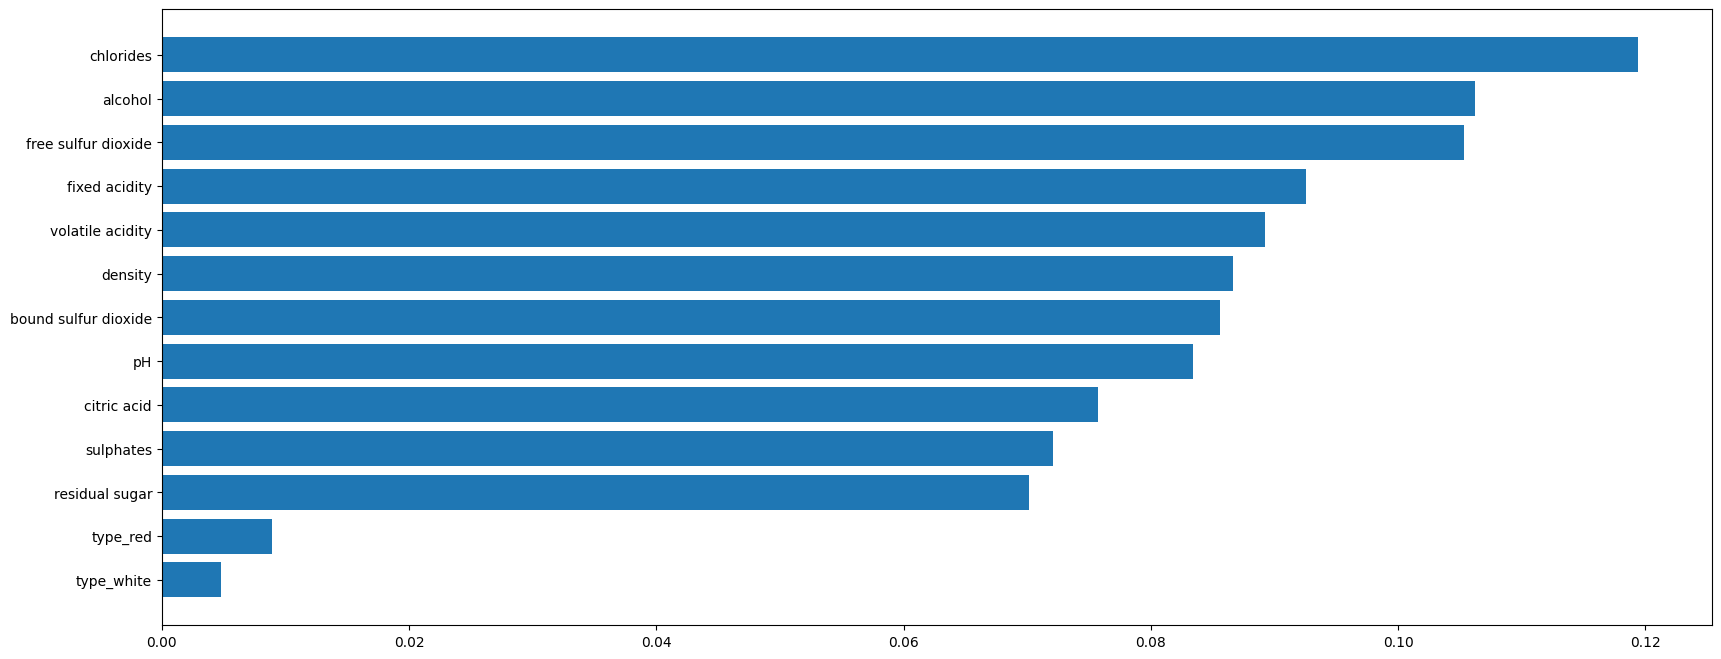 chlorides
alcohol
free sulfur dioxide
fixed acidity
volatile acidity
density
bound sulfur dioxide
pH
citric acid
sulphates
residual sugar
type_red
type_white
0.00 0.02 0.04 0.06 0.08 0.10 0.12